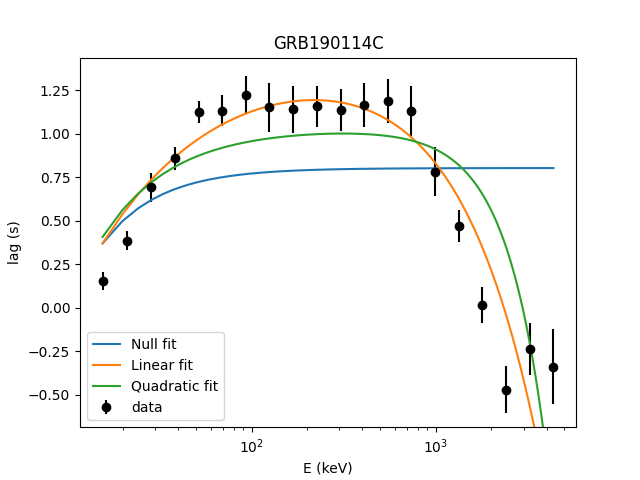 GRB190114C
lag (s)
1.25
1.00
0.75
0.50
0.25
0.00
−0.25
−0.50
Null fit
Linear fit
Quadratic fit
data
10²
10³
E (keV)